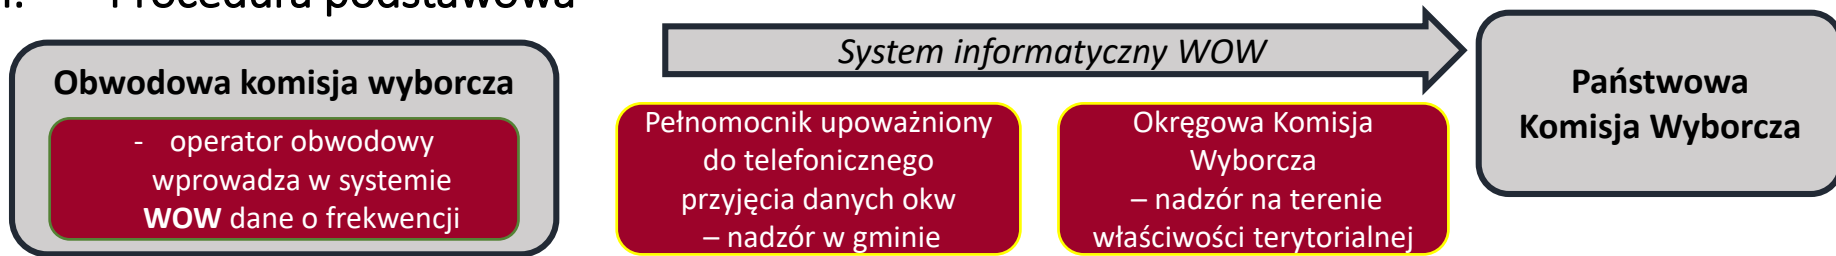 Procedura podstawowa
Obwodowa komisja wyborcza
- operator obwodowy
wprowadza w systemie
WOW dane o frekwencji
System informatyczny WOW
Pełnomocnik upoważniony
do telefonicznego
przyjęcia danych okw
– nadzór w gminie
Okręgowa Komisja
Wyborcza
– nadzór na terenie
właściwości terytorialnej
Państwowa
Komisja Wyborcza